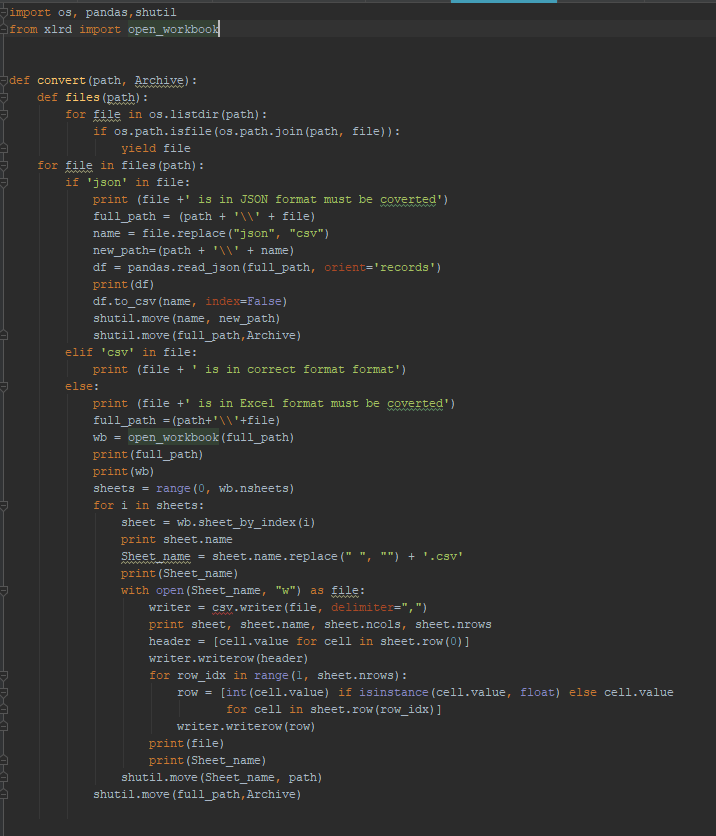 import os, pandas,shutil
from xlrd import open_workbook
def convert(path, Archive):
    def files(path):
        for file in os.listdir(path):
            if os.path.isfile(os.path.join(path, file)):
                yield file
    for file in files(path):
        if 'json' in file:
            print (file +' is in JSON format must be coverted')
            full_path = (path + '\\' + file)
            name = file.replace("json", "csv")
            new_path=(path + '\\' + name)
            df = pandas.read_json(full_path, orient='records')
            print(df)
            df.to_csv(name, index=False)
            shutil.move(name, new_path)
            shutil.move(full_path,Archive)
        elif 'csv' in file:
            print (file + ' is in correct format format')
        else:
            print (file +' is in Excel format must be coverted')
            full_path =(path+'\\'+file)
            wb = open_workbook(full_path)
            print(full_path)
            print(wb)
            sheets = range(0, wb.nsheets)
            for i in sheets:
                sheet = wb.sheet_by_index(i)
                print sheet.name
                Sheet_name = sheet.name.replace(" ", "") + '.csv'
                print(Sheet_name)
                with open(Sheet_name, "w") as file:
                    writer = csv.writer(file, delimiter=",")
                    print sheet, sheet.name, sheet.ncols, sheet.nrows
                    header = [cell.value for cell in sheet.row(0)]
                    writer.writerow(header)
                    for row_idx in range(1, sheet.nrows):
                        row = [int(cell.value) if isinstance(cell.value, float) else cell.value
                               for cell in sheet.row(row_idx)]
                        writer.writerow(row)
                    print(file)
                    print(Sheet_name)
                shutil.move(Sheet_name, path)
            shutil.move(full_path,Archive)